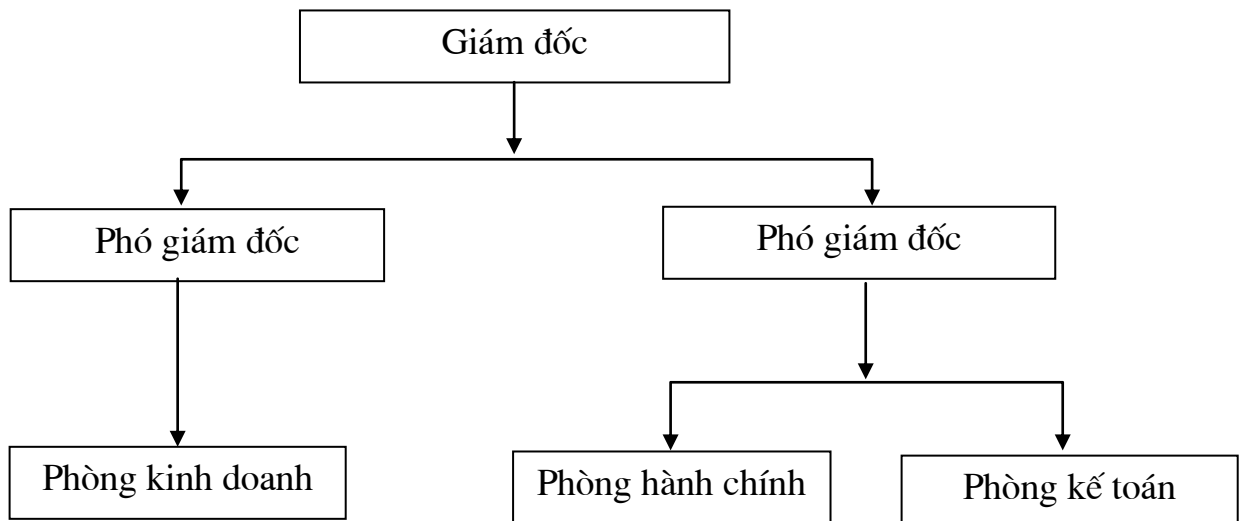 Giám đốc
Phó giám đốc
Phó giám đốc
Phòng kinh doanh
Phòng hành chính
Phòng kế toán